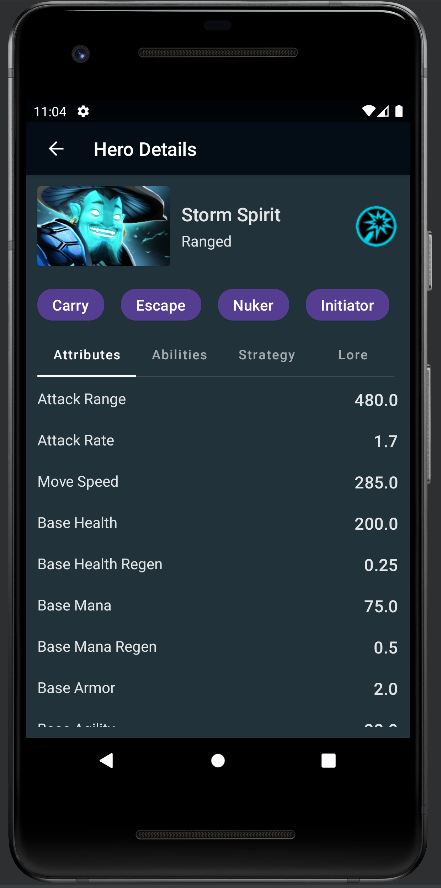 11:04
Hero Details
Storm Spirit
Ranged
Carry Escape Nuker Initiator
Attributes Abilities Strategy Lore
Attack Range 480.0
Attack Rate 1.7
Move Speed 285.0
Base Health 200.0
Base Health Regen 0.25
Base Mana 75.0
Base Mana Regen 0.5
Base Armor 2.0
Base Agility